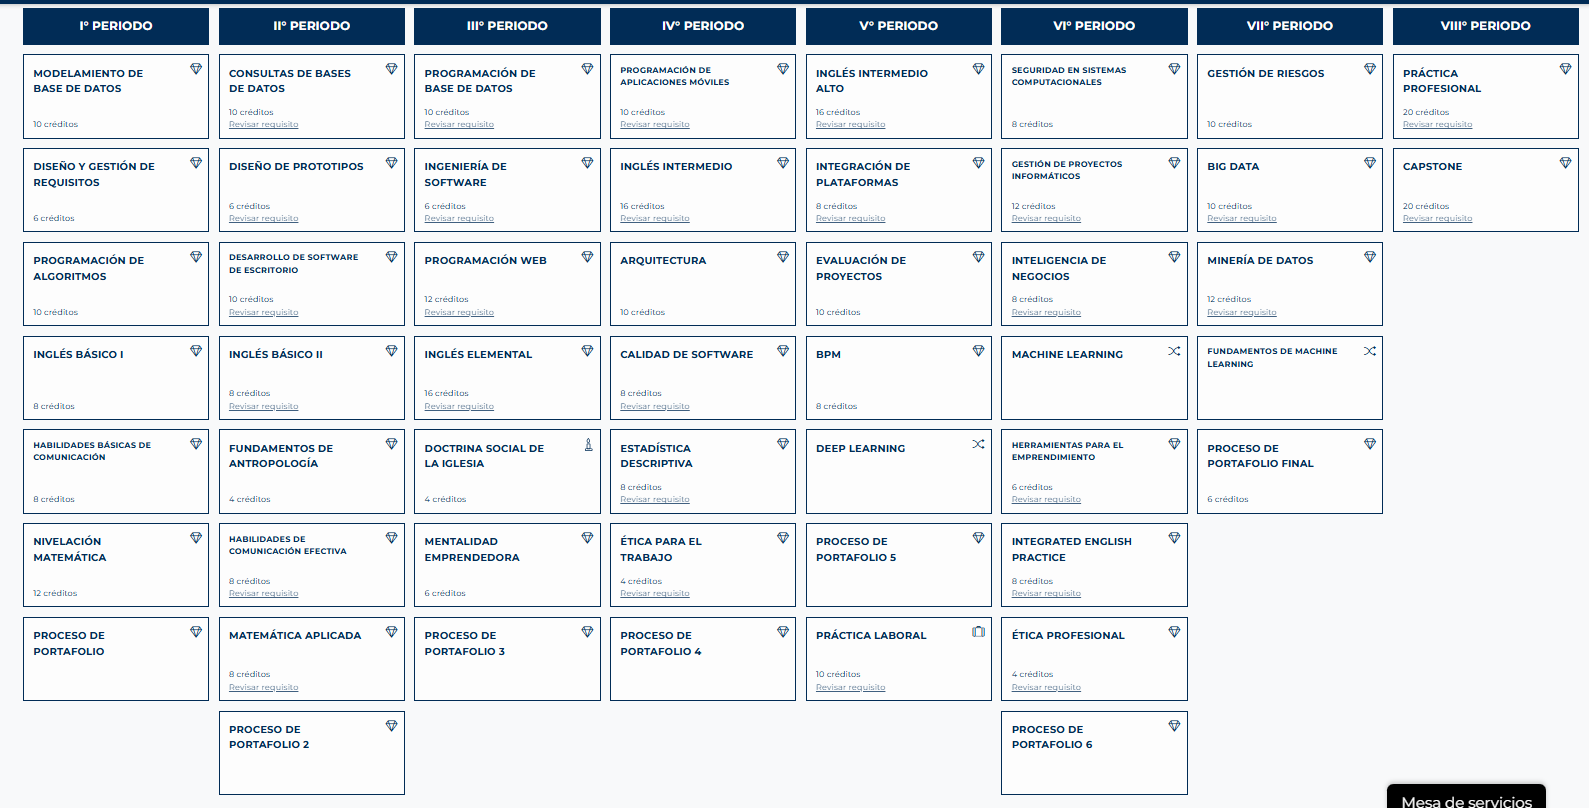 I° PERIODO
MODELAMIENTO DE
BASE DE DATOS
10 créditos
DISEÑO Y GESTIÓN DE
REQUISITOS
6 créditos
PROGRAMACIÓN DE
ALGORITMOS
10 créditos
INGLÉS BÁSICO I
8 créditos
HABILIDADES BÁSICAS DE
COMUNICACIÓN
8 créditos
NIVELACIÓN
MATEMÁTICA
12 créditos
PROCESO DE
PORTAFOLIO
II° PERIODO
CONSULTAS DE BASES
DE DATOS
10 créditos
Revisar requisito
DISEÑO DE PROTOTIPOS
6 créditos
Revisar requisito
DESARROLLO DE SOFTWARE
DE ESCRITORIO
10 créditos
Revisar requisito
INGLÉS BÁSICO II
8 créditos
Revisar requisito
FUNDAMENTOS DE
ANTROPOLOGÍA
4 créditos
HABILIDADES DE
COMUNICACIÓN EFECTIVA
8 créditos
Revisar requisito
MATEMÁTICA APLICADA
8 créditos
Revisar requisito
PROCESO DE
PORTAFOLIO 2
III° PERIODO
PROGRAMACIÓN DE
BASE DE DATOS
10 créditos
Revisar requisito
INGENIERÍA DE
SOFTWARE
6 créditos
Revisar requisito
PROGRAMACIÓN WEB
12 créditos
Revisar requisito
INGLÉS ELEMENTAL
16 créditos
Revisar requisito
DOCTRINA SOCIAL DE
LA IGLESIA
4 créditos
MENTALIDAD
EMPRENDEDORA
6 créditos
PROCESO DE
PORTAFOLIO 3
IV° PERIODO
PROGRAMACIÓN DE
APLICACIONES MÓVILES
10 créditos
Revisar requisito
INGLÉS INTERMEDIO
16 créditos
Revisar requisito
ARQUITECTURA
10 créditos
CALIDAD DE SOFTWARE
8 créditos
Revisar requisito
ESTADÍSTICA
DESCRIPTIVA
8 créditos
Revisar requisito
ÉTICA PARA EL
TRABAJO
4 créditos
Revisar requisito
PROCESO DE
PORTAFOLIO 4
V° PERIODO
INGLÉS INTERMEDIO
ALTO
16 créditos
Revisar requisito
INTEGRACIÓN DE
PLATAFORMAS
8 créditos
Revisar requisito
EVALUACIÓN DE
PROYECTOS
10 créditos
BPM
8 créditos
DEEP LEARNING
PROCESO DE
PORTAFOLIO 5
PRÁCTICA LABORAL
10 créditos
Revisar requisito
VI° PERIODO
SEGURIDAD EN SISTEMAS
COMPUTACIONALES
8 créditos
GESTIÓN DE PROYECTOS
INFORMÁTICOS
12 créditos
Revisar requisito
INTELIGENCIA DE
NEGOCIOS
8 créditos
Revisar requisito
MACHINE LEARNING
HERRAMIENTAS PARA EL
EMPRENDIMIENTO
6 créditos
Revisar requisito
INTEGRATED ENGLISH
PRACTICE
8 créditos
Revisar requisito
ÉTICA PROFESIONAL
4 créditos
Revisar requisito
PROCESO DE
PORTAFOLIO 6
VII° PERIODO
GESTIÓN DE RIESGOS
10 créditos
BIG DATA
10 créditos
Revisar requisito
MINERÍA DE DATOS
12 créditos
Revisar requisito
FUNDAMENTOS DE MACHINE
LEARNING
PROCESO DE
PORTAFOLIO FINAL
6 créditos
VIII° PERIODO
PRÁCTICA
PROFESIONAL
20 créditos
Revisar requisito
CAPSTONE
20 créditos
Revisar requisito
Mesa de servicios